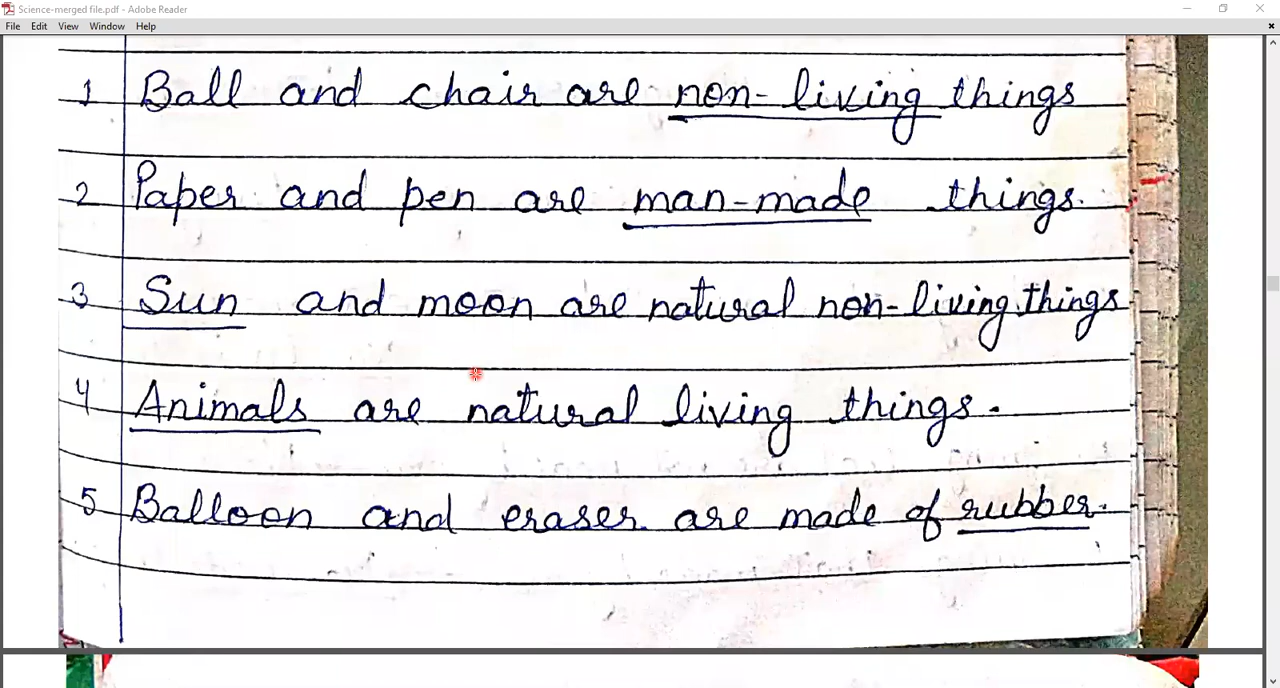 Science-merged file.pdf - Adobe Reader
File Edit View Window Help
1 Ball and chair are non-living things
2 Paper and pen are man-made things.
3 Sun and moon are natural non-living things
4 Animals are natural living things.
5 Balloon and eraser are made of rubber.